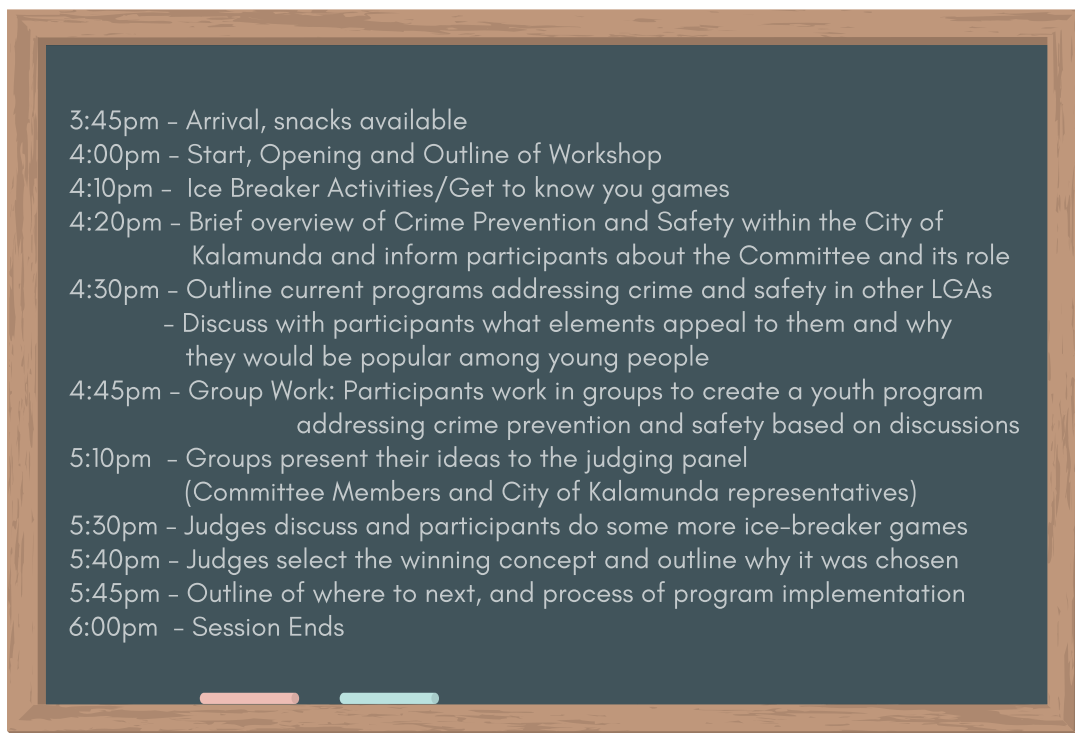 3:45pm - Arrival, snacks available
4:00pm - Start, Opening and Outline of Workshop
4:10pm - Ice Breaker Activities/Get to know you games
4:20pm - Brief overview of Crime Prevention and Safety within the City of
Kalamunda and inform participants about the Committee and its role
4:30pm - Outline current programs addressing crime and safety in other LGAs
- Discuss with participants what elements appeal to them and why
they would be popular among young people
4:45pm - Group Work: Participants work in groups to create a youth program
addressing crime prevention and safety based on discussions
5:10pm - Groups present their ideas to the judging panel
(Committee Members and City of Kalamunda representatives)
5:30pm - Judges discuss and participants do some more ice-breaker games
5:40pm - Judges select the winning concept and outline why it was chosen
5:45pm - Outline of where to next, and process of program implementation
6:00pm - Session Ends